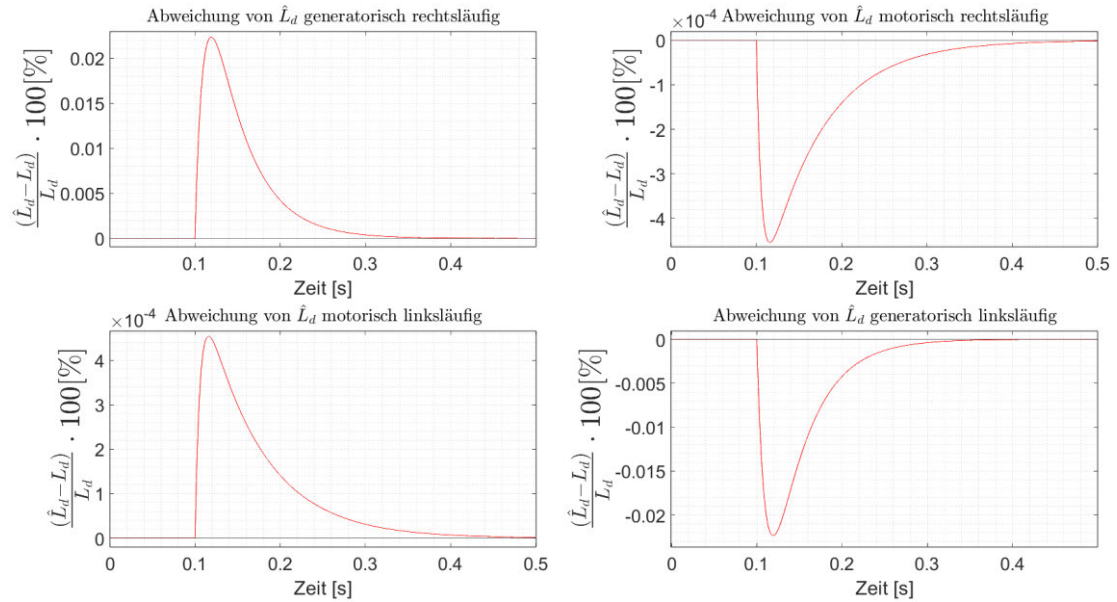 Abweichung von L̂_d generatorisch rechtsläufig
(L̂_d−L_d)/L_d · 100[%]
0.02
0.015
0.01
0.005
0
0.1 0.2 0.3 0.4 0.5
Zeit [s]
×10^-4 Abweichung von L̂_d motorisch rechtsläufig
(L̂_d−L_d)/L_d · 100[%]
0
-1
-2
-3
-4
0 0.1 0.2 0.3 0.4 0.5
Zeit [s]
×10^-4 Abweichung von L̂_d motorisch linksläufig
(L̂_d−L_d)/L_d · 100[%]
4
3
2
1
0
0 0.1 0.2 0.3 0.4 0.5
Zeit [s]
Abweichung von L̂_d generatorisch linksläufig
(L̂_d−L_d)/L_d · 100[%]
0
-0.005
-0.01
-0.015
-0.02
0 0.1 0.2 0.3 0.4 0.5
Zeit [s]